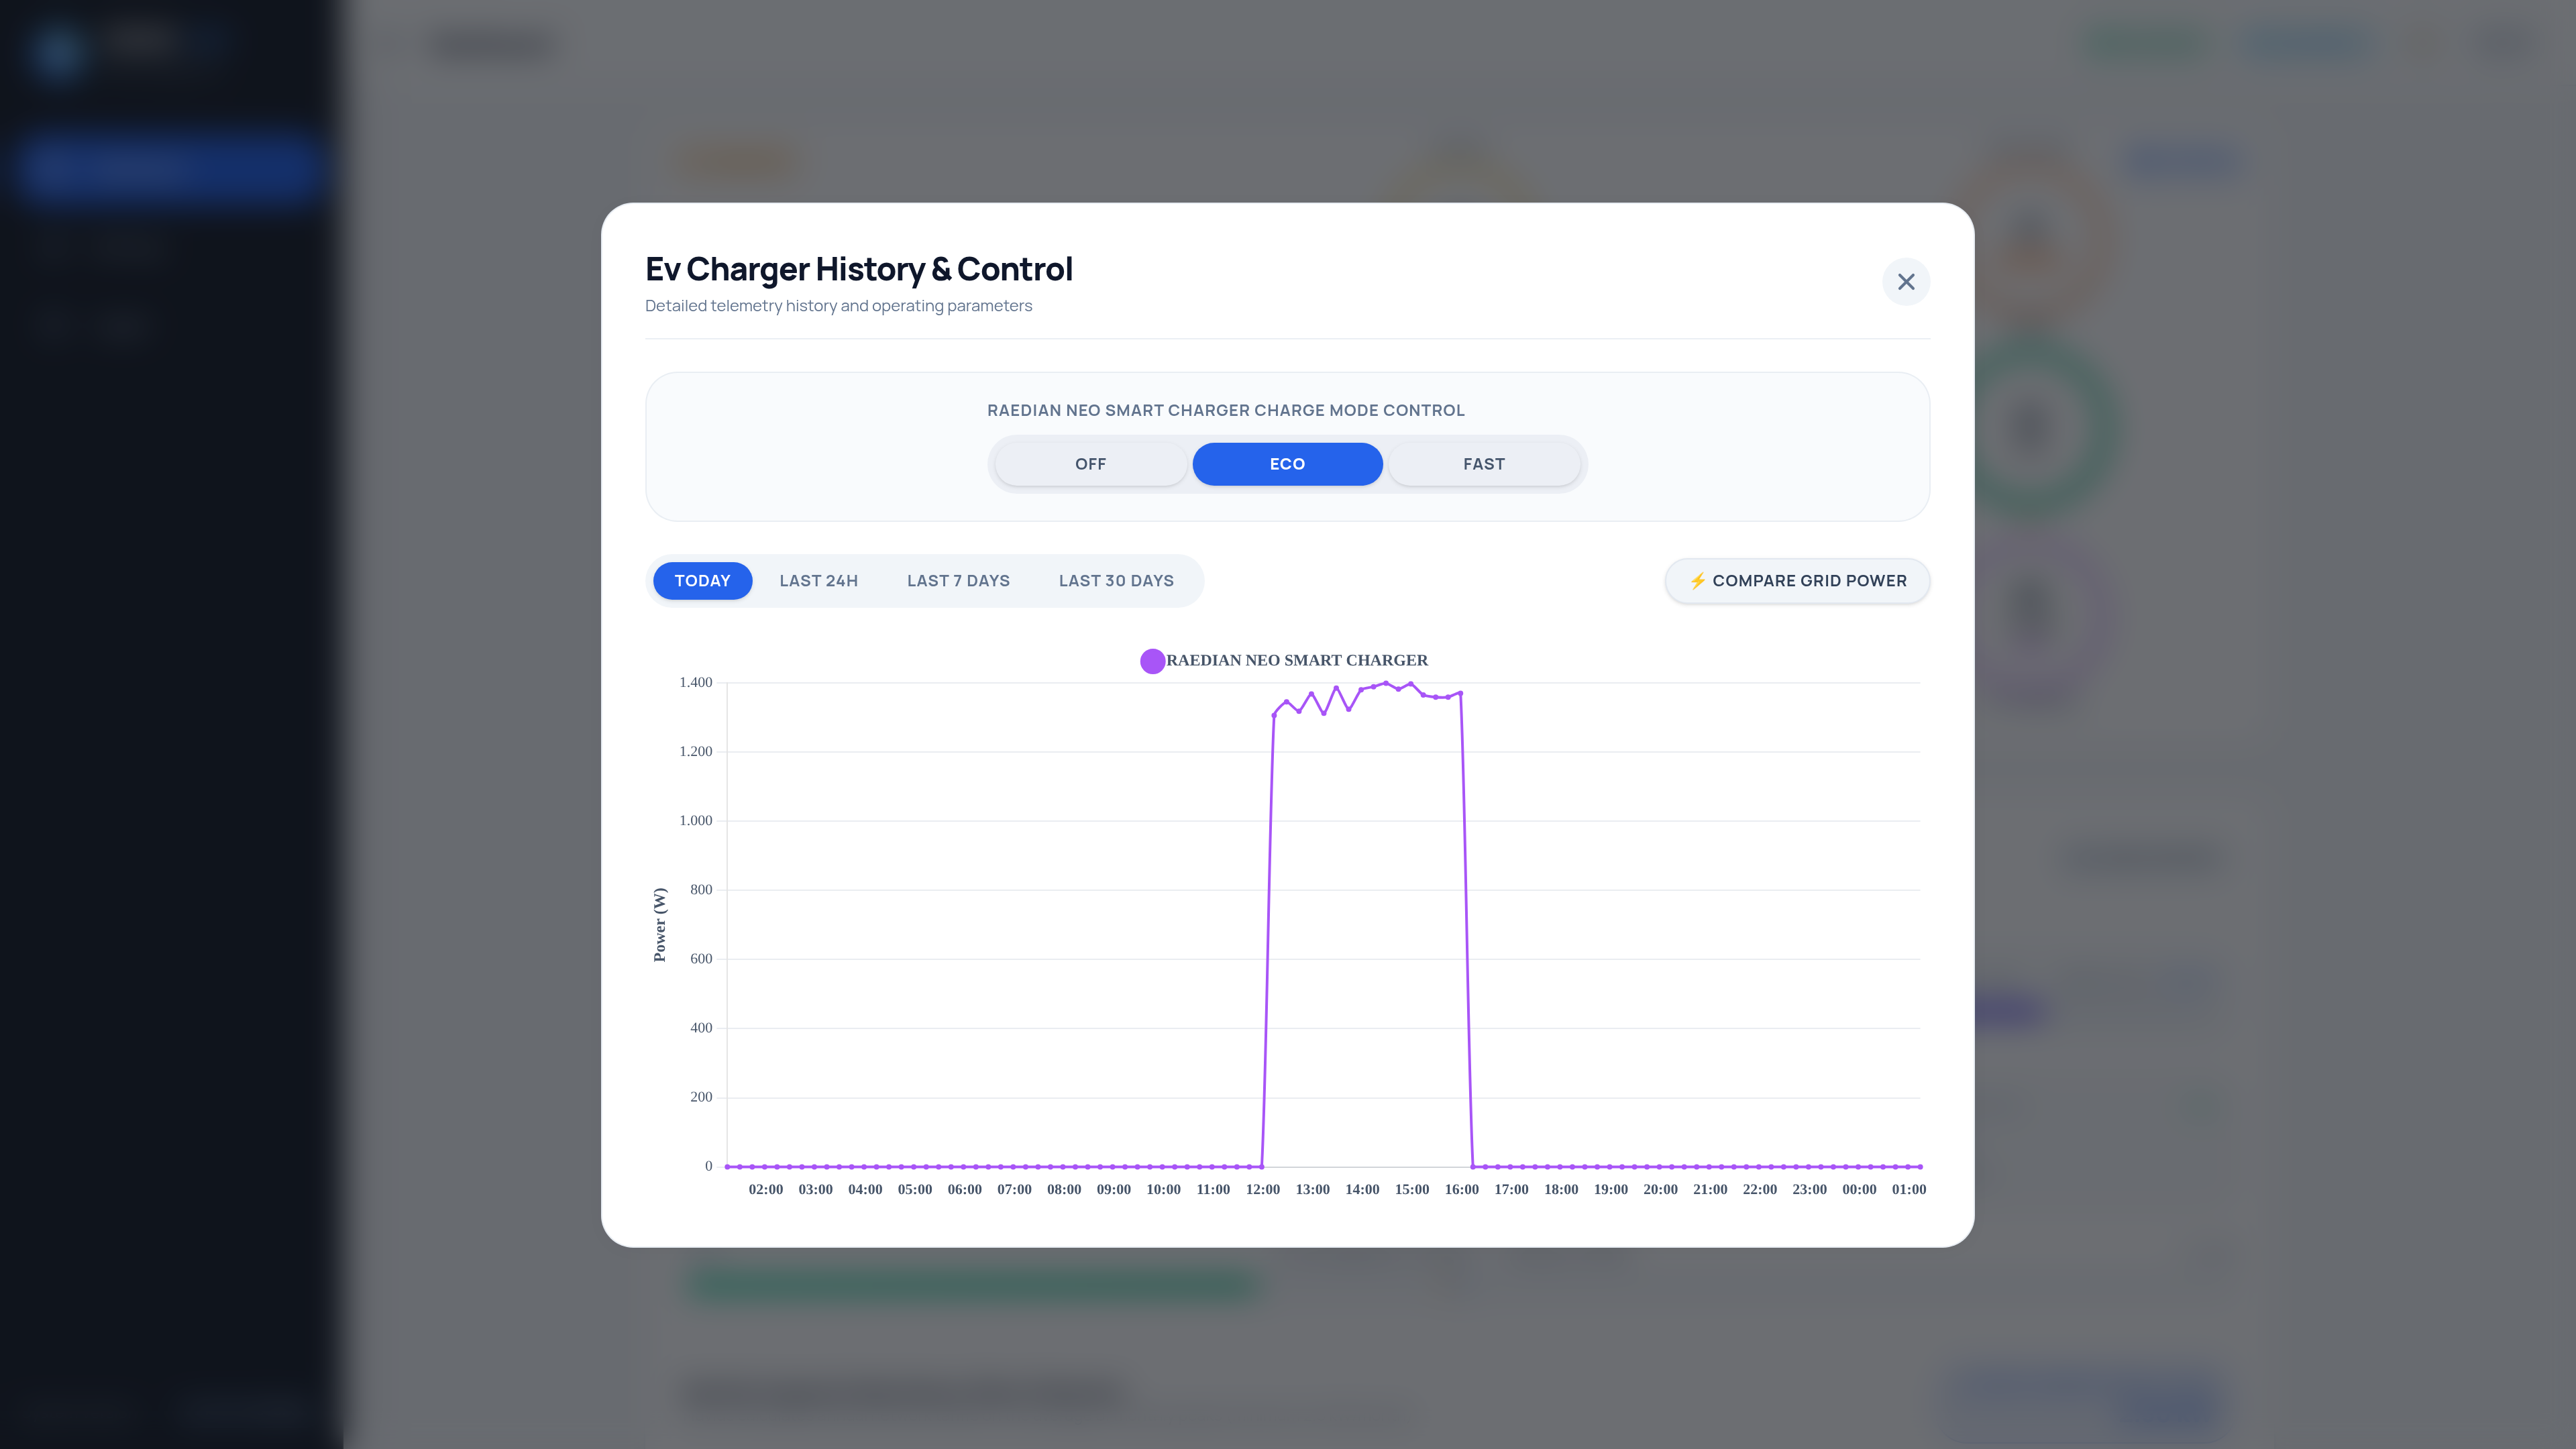 Ev Charger History & Control
Detailed telemetry history and operating parameters
RAEDIAN NEO SMART CHARGER CHARGE MODE CONTROL
OFF ECO FAST
TODAY LAST 24H LAST 7 DAYS LAST 30 DAYS ⚡ COMPARE GRID POWER
RAEDIAN NEO SMART CHARGER
1.400
1.200
1.000
800
600
400
200
0
Power (W)
02:00 03:00 04:00 05:00 06:00 07:00 08:00 09:00 10:00 11:00 12:00 13:00 14:00 15:00 16:00 17:00 18:00 19:00 20:00 21:00 22:00 23:00 00:00 01:00